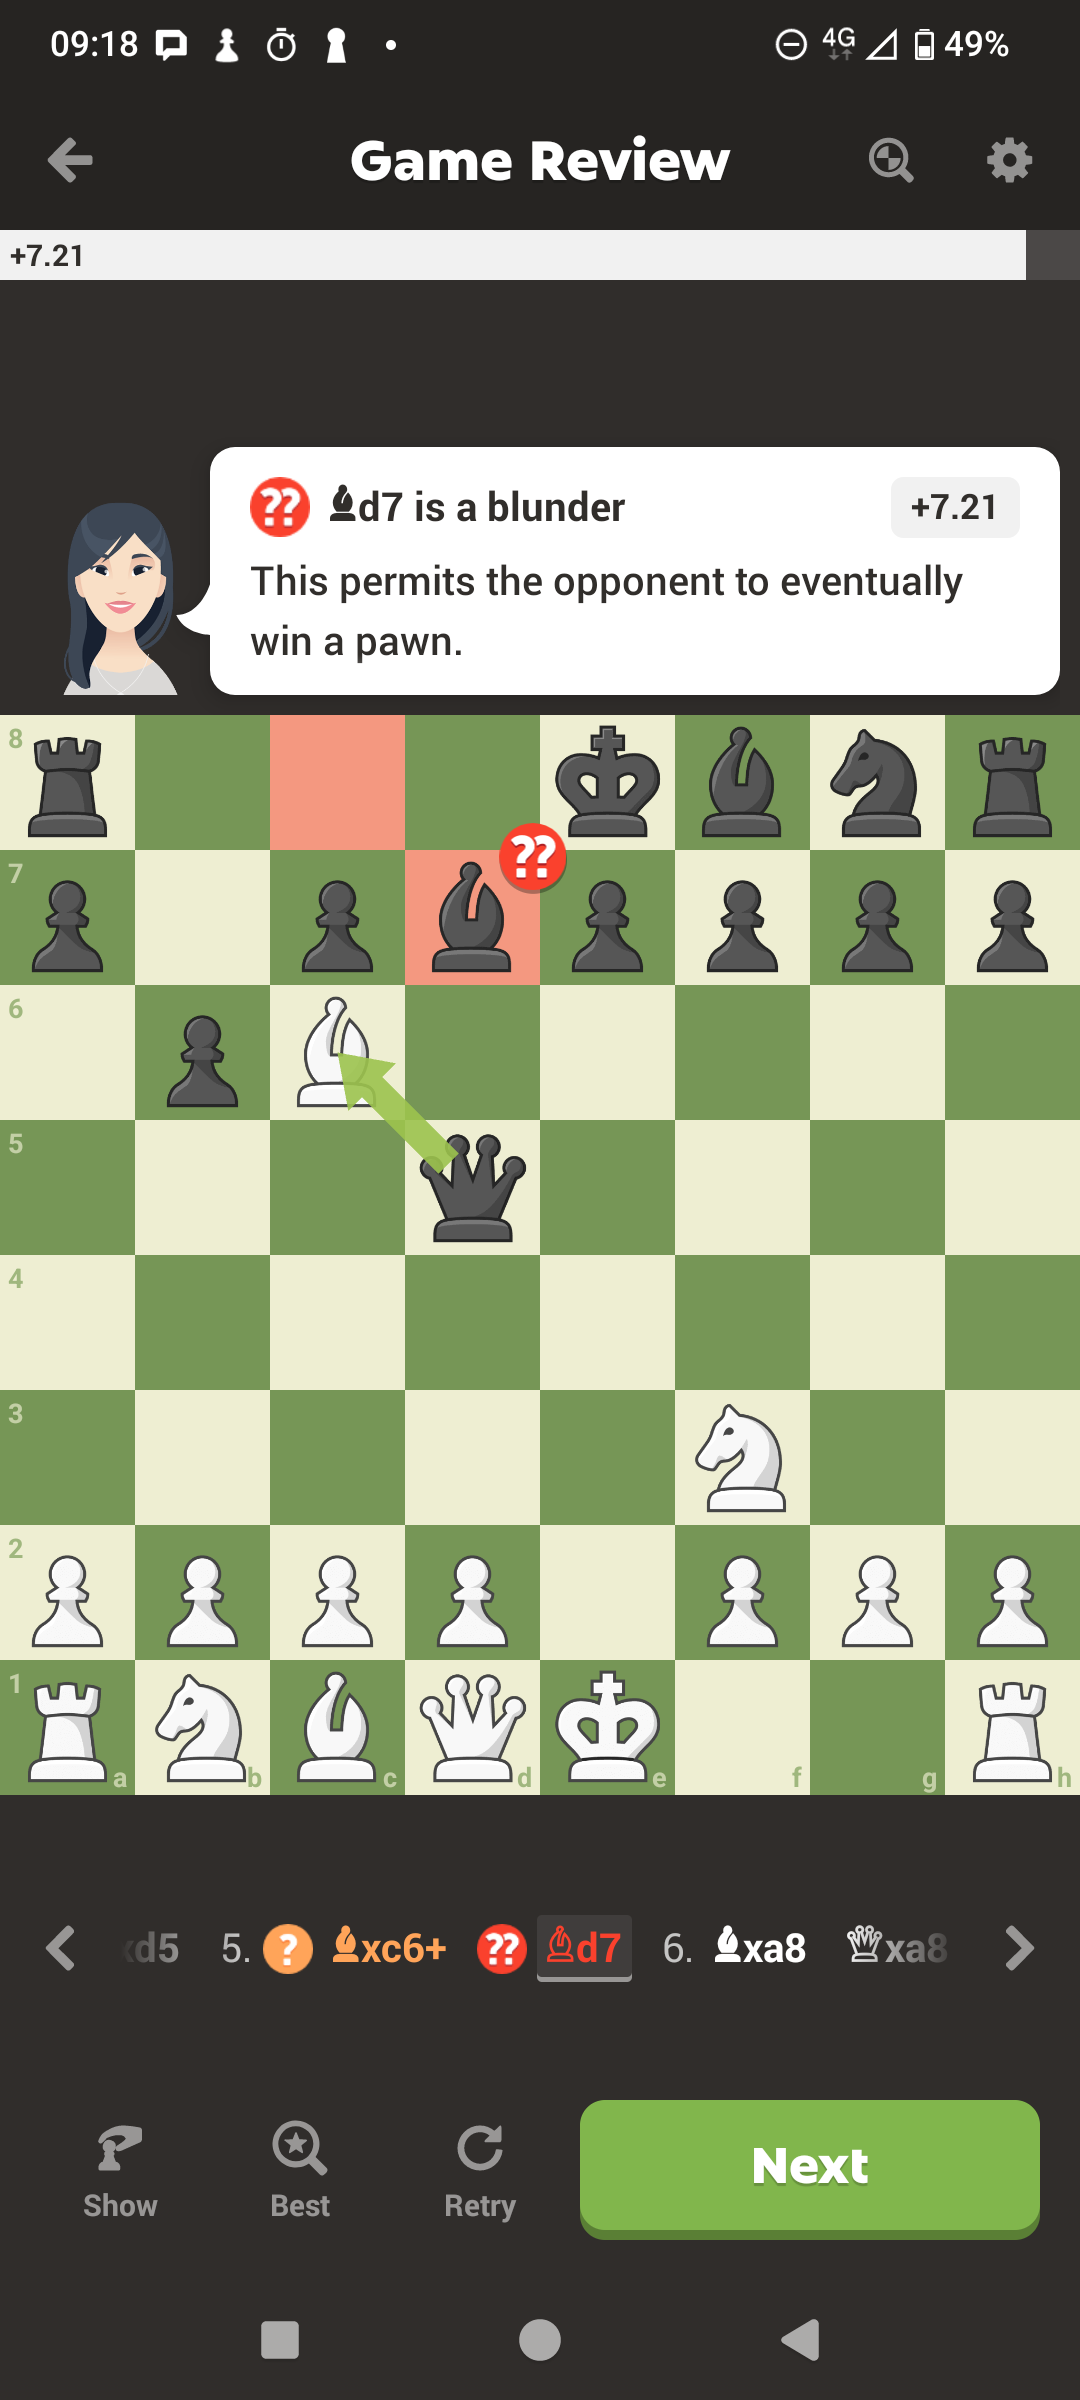 09:18 4G 49%
Game Review
+7.21
?? d7 is a blunder +7.21
This permits the opponent to eventually
win a pawn.
8
??
7
6
5
4
3
2
1 a b c d e f g h
xd5 5. ? xc6+ ?? d7 6. xa8 xa8
Show Best Retry Next